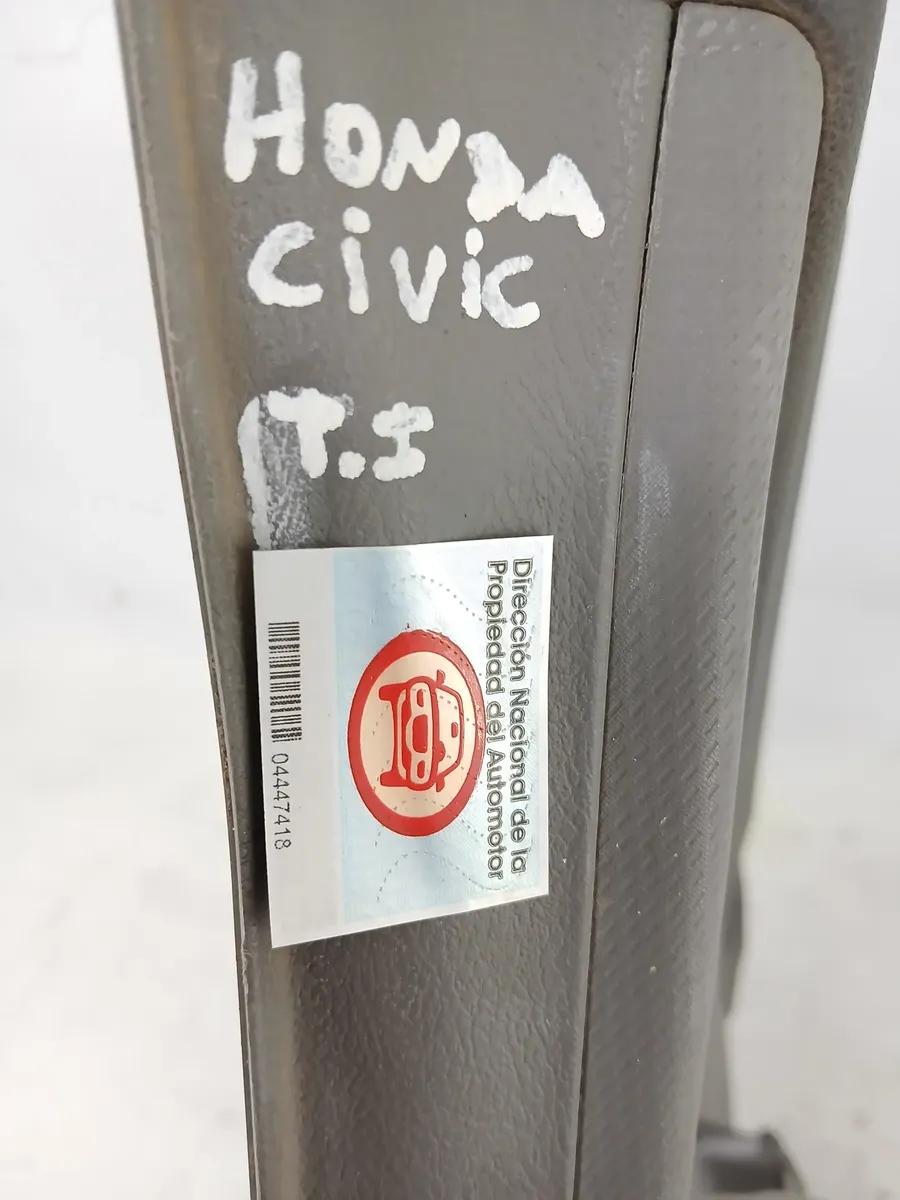 HONDA
CiViC
T.I
Dirección Nacional de la
Propiedad del Automotor
04447418